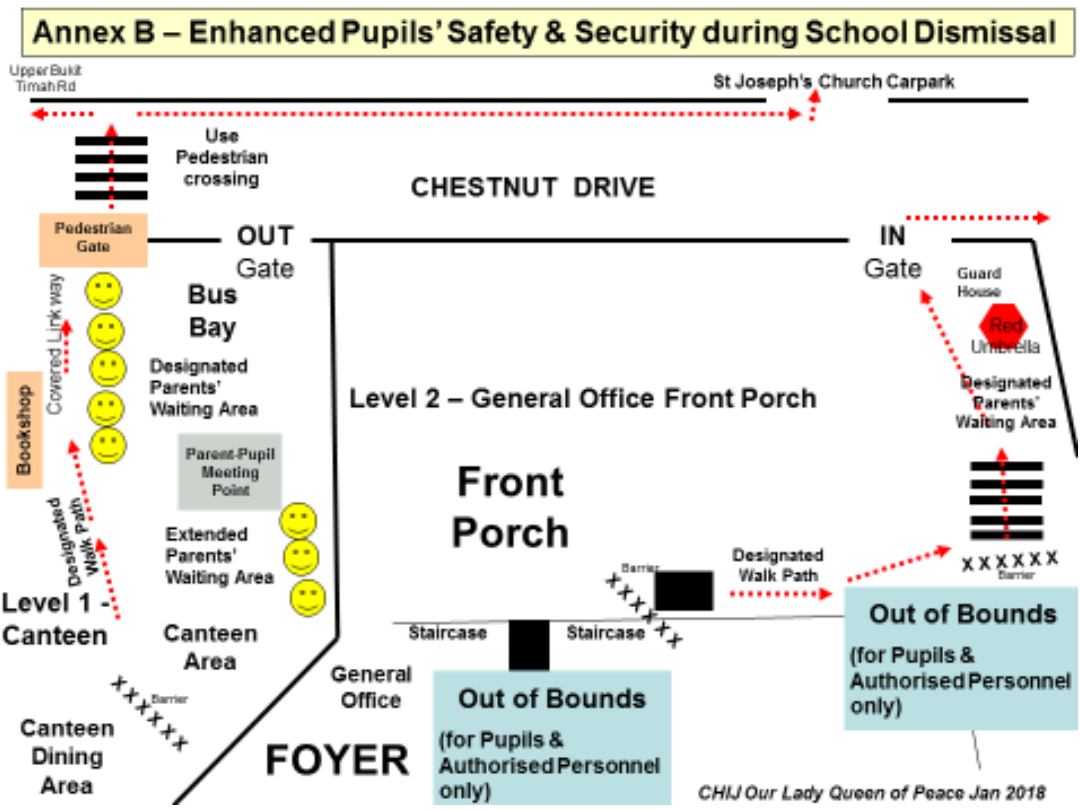 Annex B – Enhanced Pupils' Safety & Security during School Dismissal
Upper Bukit
Timah Rd
St Joseph's Church Carpark
Use
Pedestrian
crossing
CHESTNUT DRIVE
Pedestrian
Gate
OUT
Gate
IN
Gate
Covered Link way
Bus
Bay
Guard
House
Red
Umbrella
Bookshop
Designated
Parents'
Waiting Area
Level 2 – General Office Front Porch
Designated
Parents'
Waiting Area
Parent-Pupil
Meeting
Point
Front
Porch
Designated
Walk Path
Extended
Parents'
Waiting Area
Designated
Walk Path
Barrier
XXXXXX
Barrier
XXXXXX
Level 1 -
Canteen
Canteen
Area
Staircase
Staircase
Out of Bounds
(for Pupils &
Authorised Personnel
only)
General
Office
Barrier
XXXXXX
Canteen
Dining
Area
FOYER
Out of Bounds
(for Pupils &
Authorised Personnel
only)
CHIJ Our Lady Queen of Peace Jan 2018